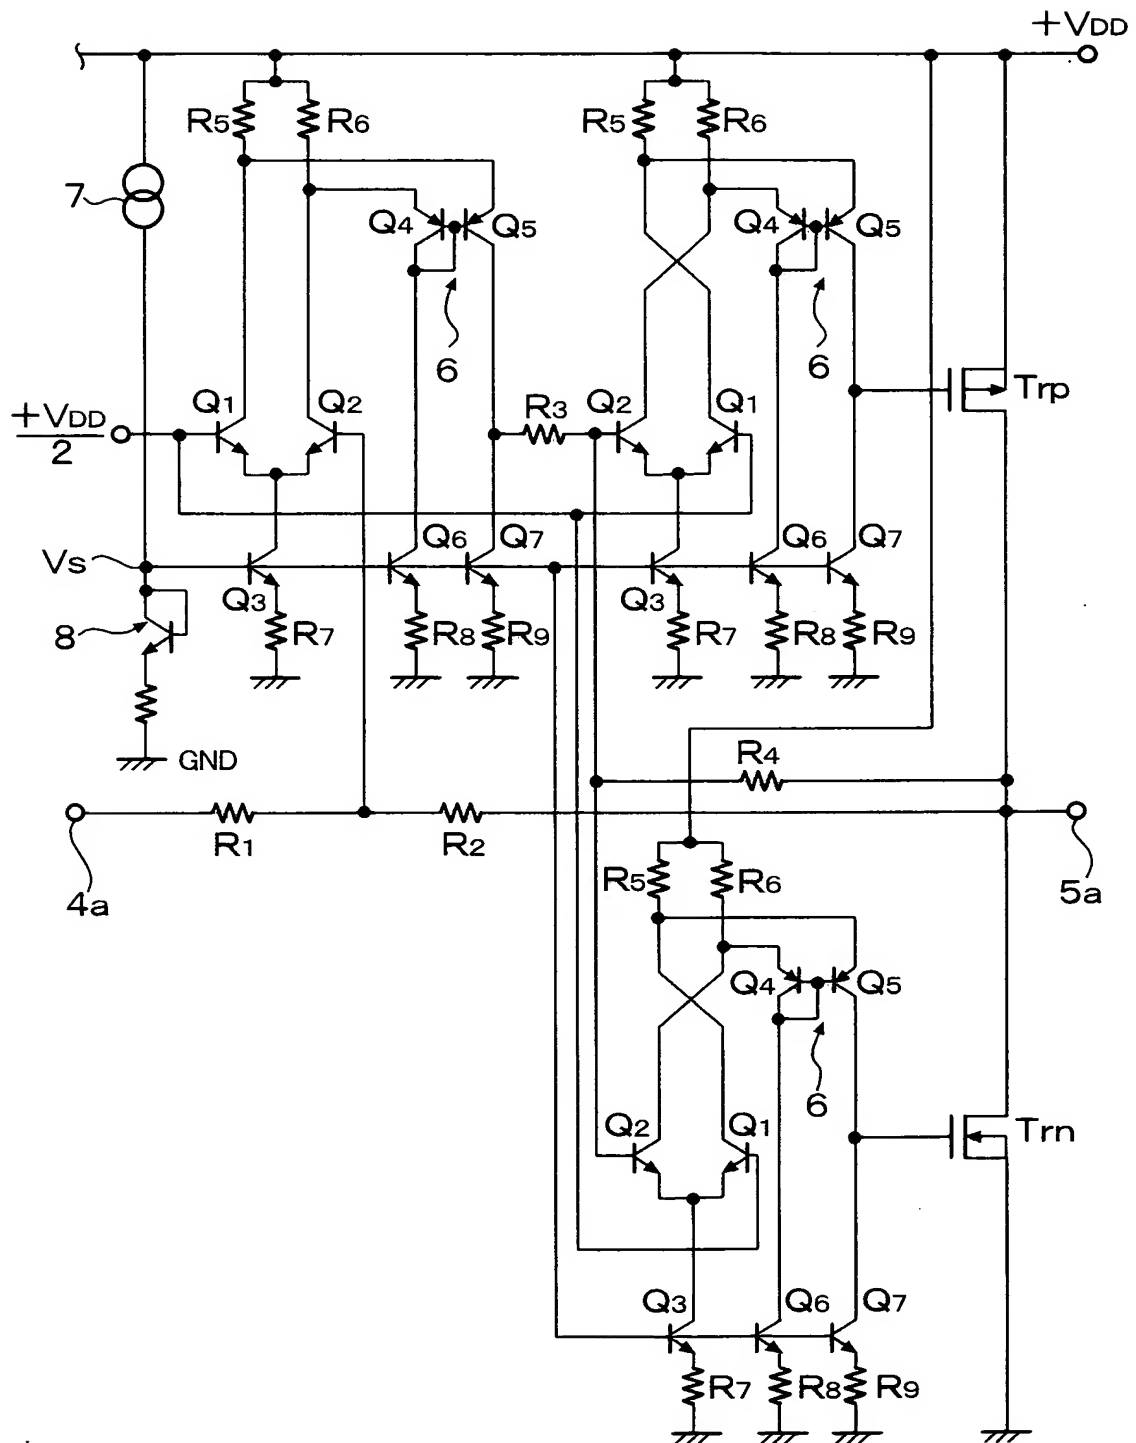 +VDD
R5 R6 R5 R6
7
Q4 Q5 Q4 Q5
6 6
Trp
+VDD
2
Q1 Q2 R3 Q2 Q1
Vs
Q6 Q7 Q6 Q7
Q3 Q3
8
R7 R8 R9 R7 R8 R9
GND
R4
R1 R2
4a 5a
R5 R6
Q4 Q5
6
Q2 Q1
Trn
Q3 Q6 Q7
R7 R8 R9